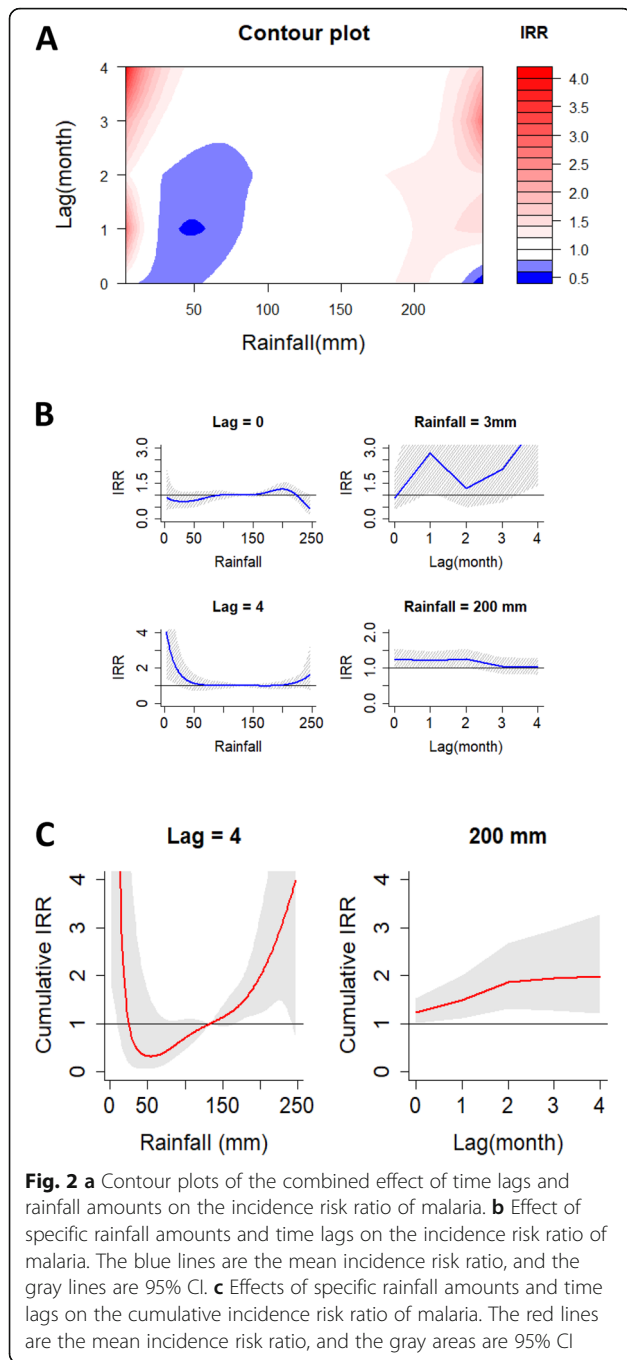 A
Contour plot
IRR
Lag(month)
4
3
2
1
0
50
100
150
200
Rainfall(mm)
4.0
3.5
3.0
2.5
2.0
1.5
1.0
0.5
B
Lag = 0
IRR
3.0
1.5
0.0
0 50 150 250
Rainfall
Rainfall = 3mm
IRR
3.0
1.5
0.0
0 1 2 3 4
Lag(month)
Lag = 4
IRR
4
2
0
0 50 150 250
Rainfall
Rainfall = 200 mm
IRR
2.0
1.0
0.0
0 1 2 3 4
Lag(month)
C
Lag = 4
Cumulative IRR
4
3
2
1
0
0 50 150 250
Rainfall (mm)
200 mm
Cumulative IRR
4
3
2
1
0
0 1 2 3 4
Lag(month)
Fig. 2 a Contour plots of the combined effect of time lags and
rainfall amounts on the incidence risk ratio of malaria. b Effect of
specific rainfall amounts and time lags on the incidence risk ratio of
malaria. The blue lines are the mean incidence risk ratio, and the
gray lines are 95% CI. c Effects of specific rainfall amounts and time
lags on the cumulative incidence risk ratio of malaria. The red lines
are the mean incidence risk ratio, and the gray areas are 95% CI